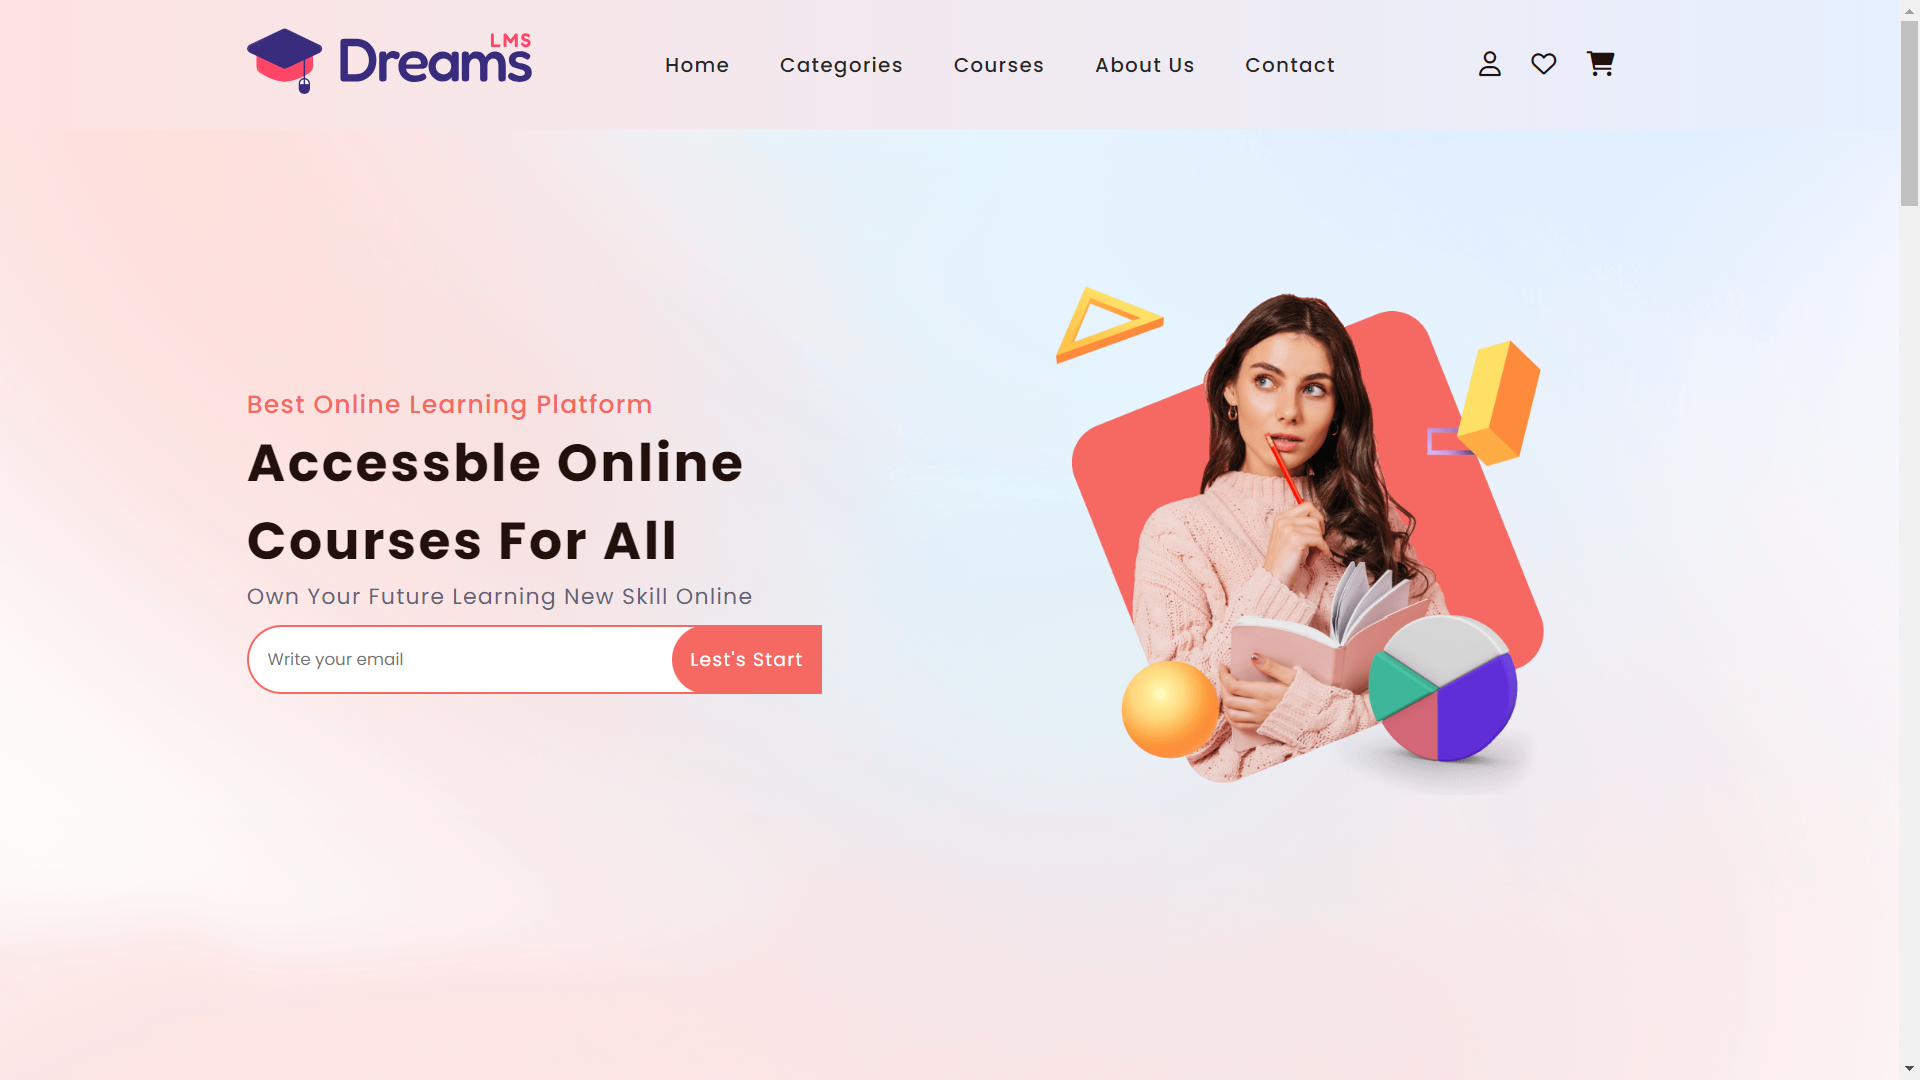 LMS
Dreams
Home
Categories
Courses
About Us
Contact
Best Online Learning Platform
Accessble Online
Courses For All
Own Your Future Learning New Skill Online
Write your email
Lest's Start